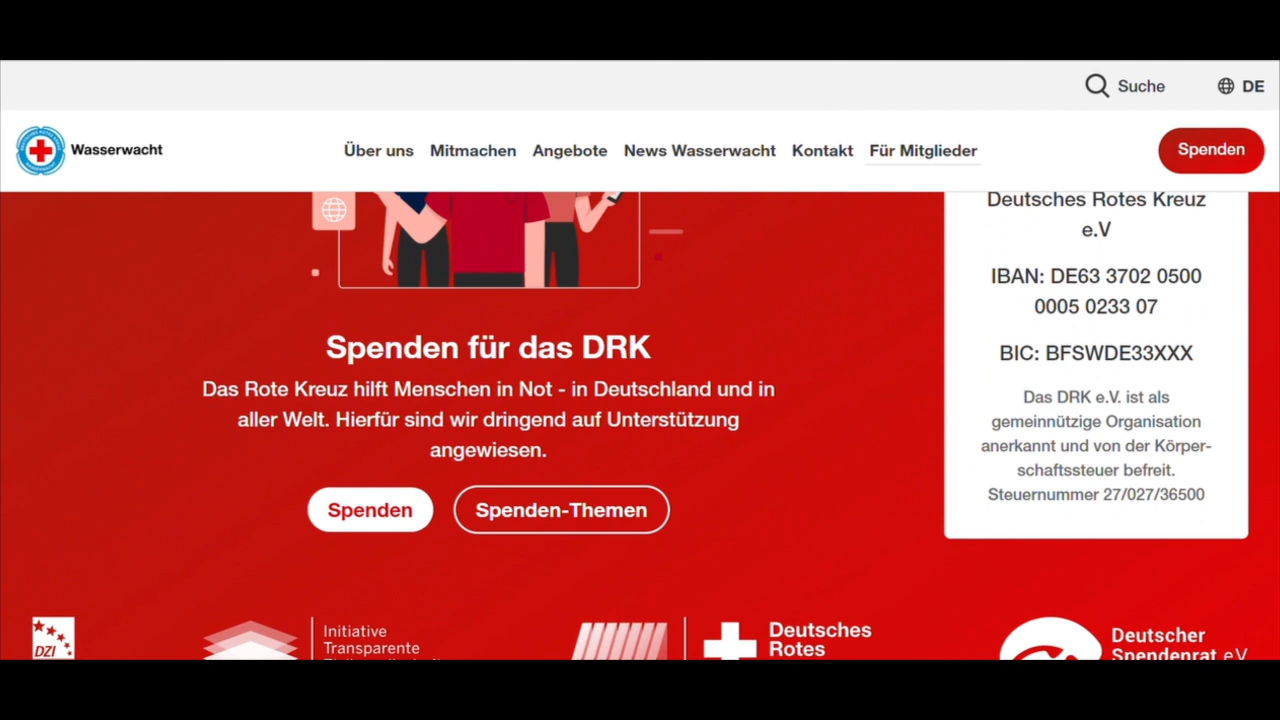 Suche
DE
Wasserwacht
Über uns
Mitmachen
Angebote
News Wasserwacht
Kontakt
Für Mitglieder
Spenden
Spenden für das DRK
Das Rote Kreuz hilft Menschen in Not - in Deutschland und in
aller Welt. Hierfür sind wir dringend auf Unterstützung
angewiesen.
Spenden
Spenden-Themen
Deutsches Rotes Kreuz
e.V
IBAN: DE63 3702 0500
0005 0233 07
BIC: BFSWDE33XXX
Das DRK e.V. ist als
gemeinnützige Organisation
anerkannt und von der Körper-
schaftssteuer befreit.
Steuernummer 27/027/36500
DZI
Initiative
Transparente
Deutsches
Rotes
Deutscher
Spendenrat e.V.